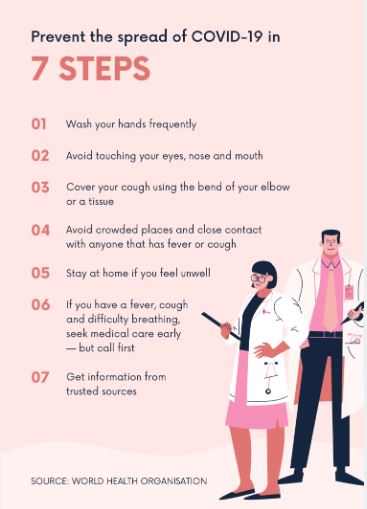 Prevent the spread of COVID-19 in
7 STEPS
01 Wash your hands frequently
02 Avoid touching your eyes, nose and mouth
03 Cover your cough using the bend of your elbow
or a tissue
04 Avoid crowded places and close contact
with anyone that has fever or cough
05 Stay at home if you feel unwell
06 If you have a fever, cough
and difficulty breathing,
seek medical care early
— but call first
07 Get information from
trusted sources
SOURCE: WORLD HEALTH ORGANISATION